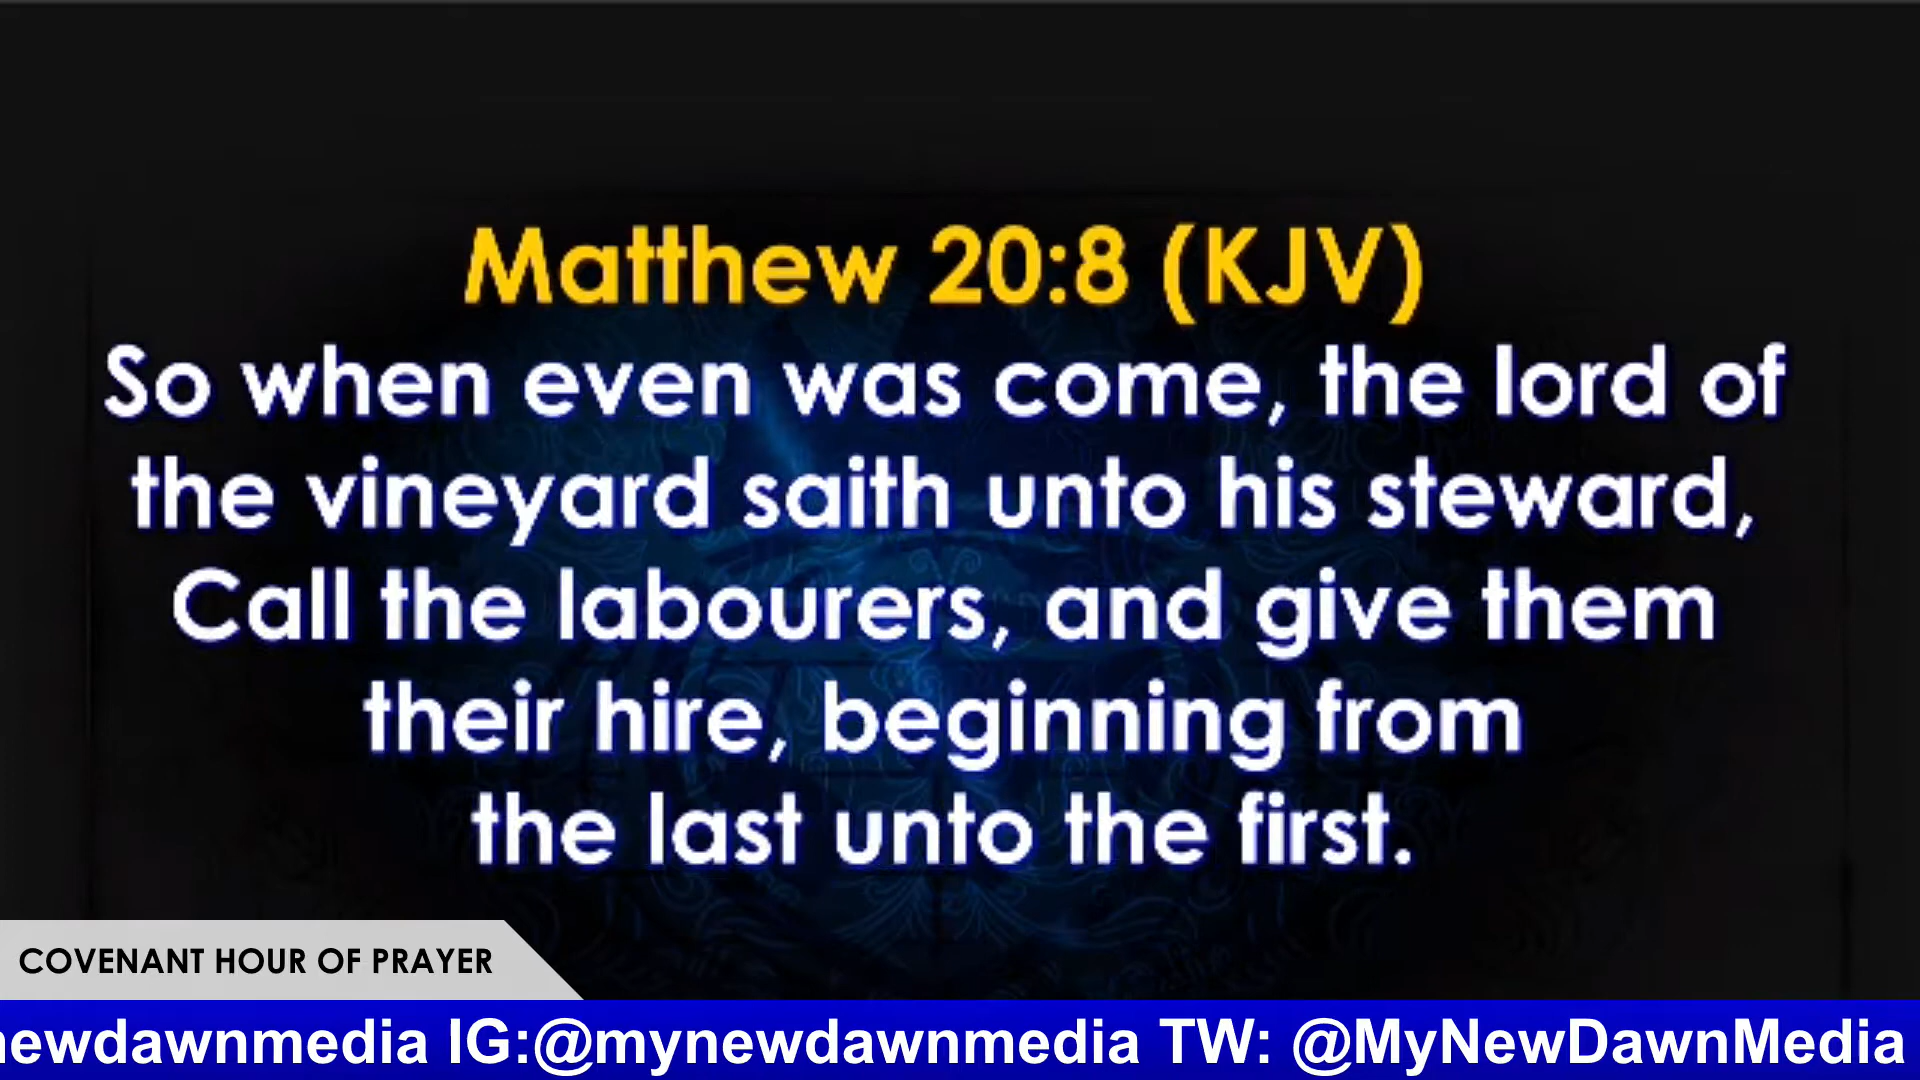 Matthew 20:8 (KJV)
So when even was come, the lord of
the vineyard saith unto his steward,
Call the labourers, and give them
their hire, beginning from
the last unto the first.
COVENANT HOUR OF PRAYER
newdawnmedia IG:@mynewdawnmedia TW: @MyNewDawnMedia